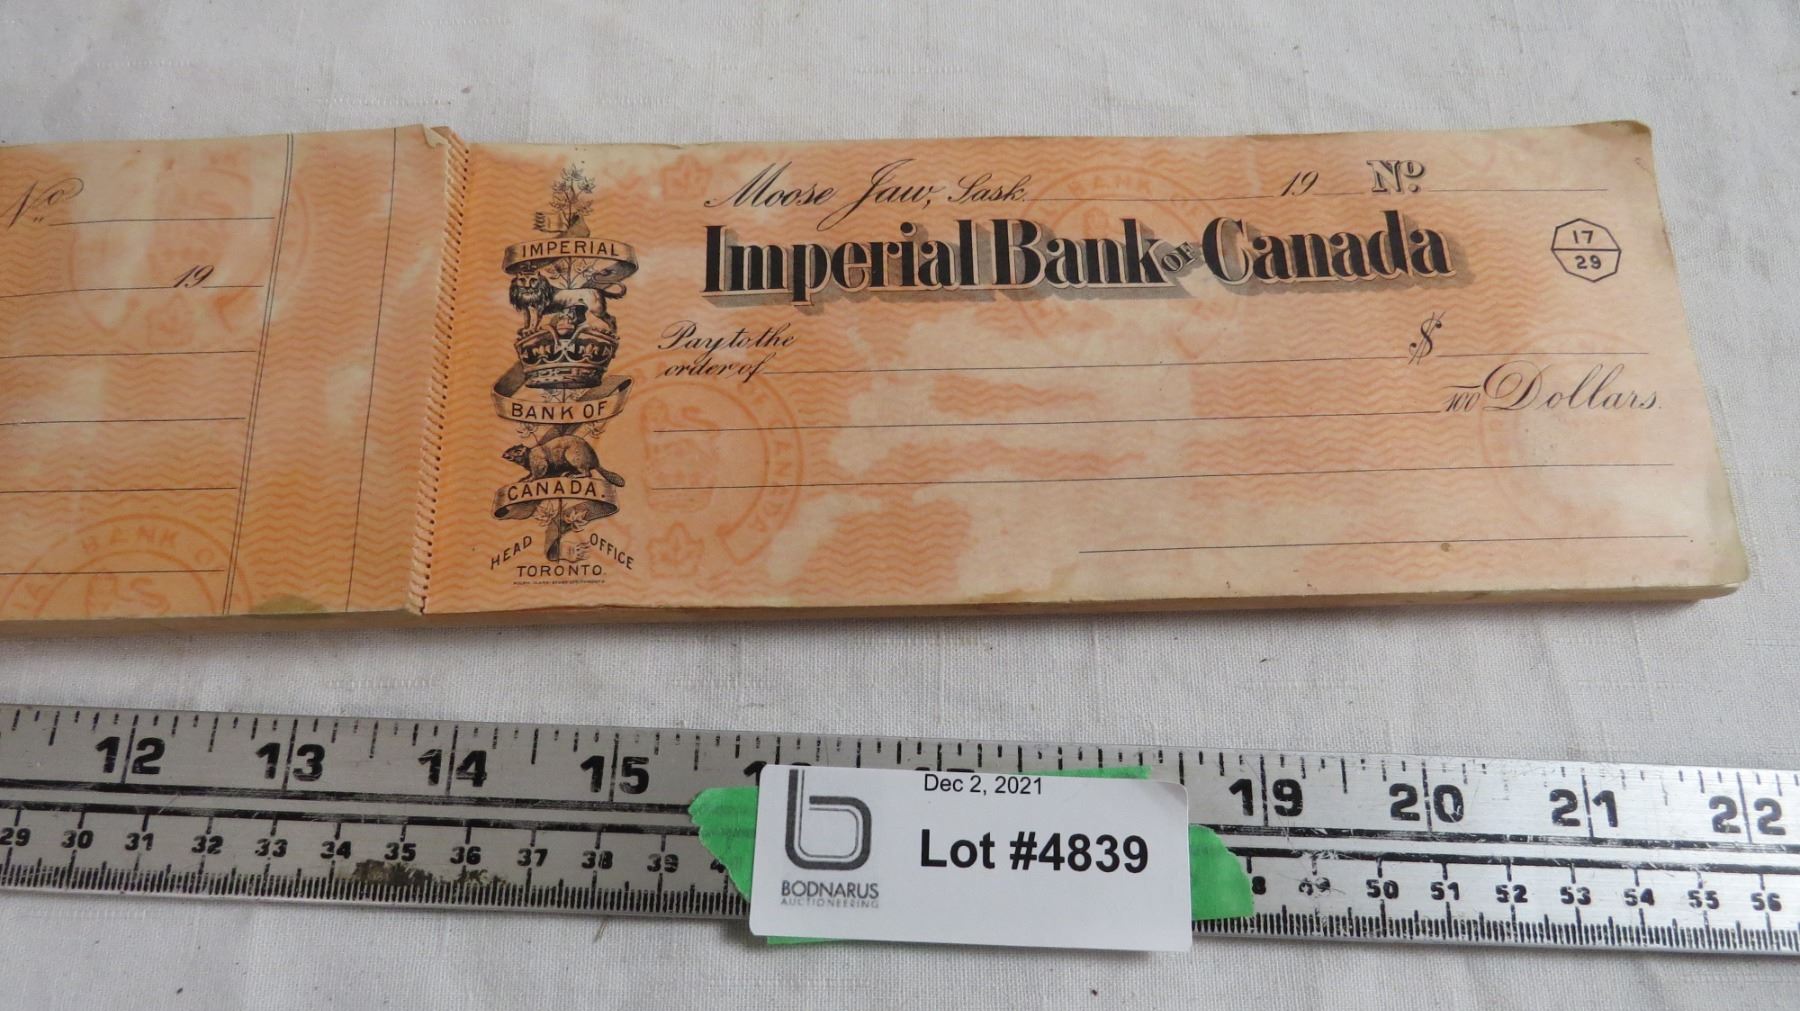 No
19
Moose Jaw, Sask. 19 No.
IMPERIAL
Imperial Bank OF Canada
17
29
Pay to the
order of $
BANK OF
100 Dollars.
CANADA.
HEAD OFFICE
TORONTO.
12 13 14 15 19 20 21 22
29 30 31 32 33 34 35 36 37 38 39 50 51 52 53 54 55 56
Dec 2, 2021
Lot #4839
BODNARUS
AUCTIONEERING